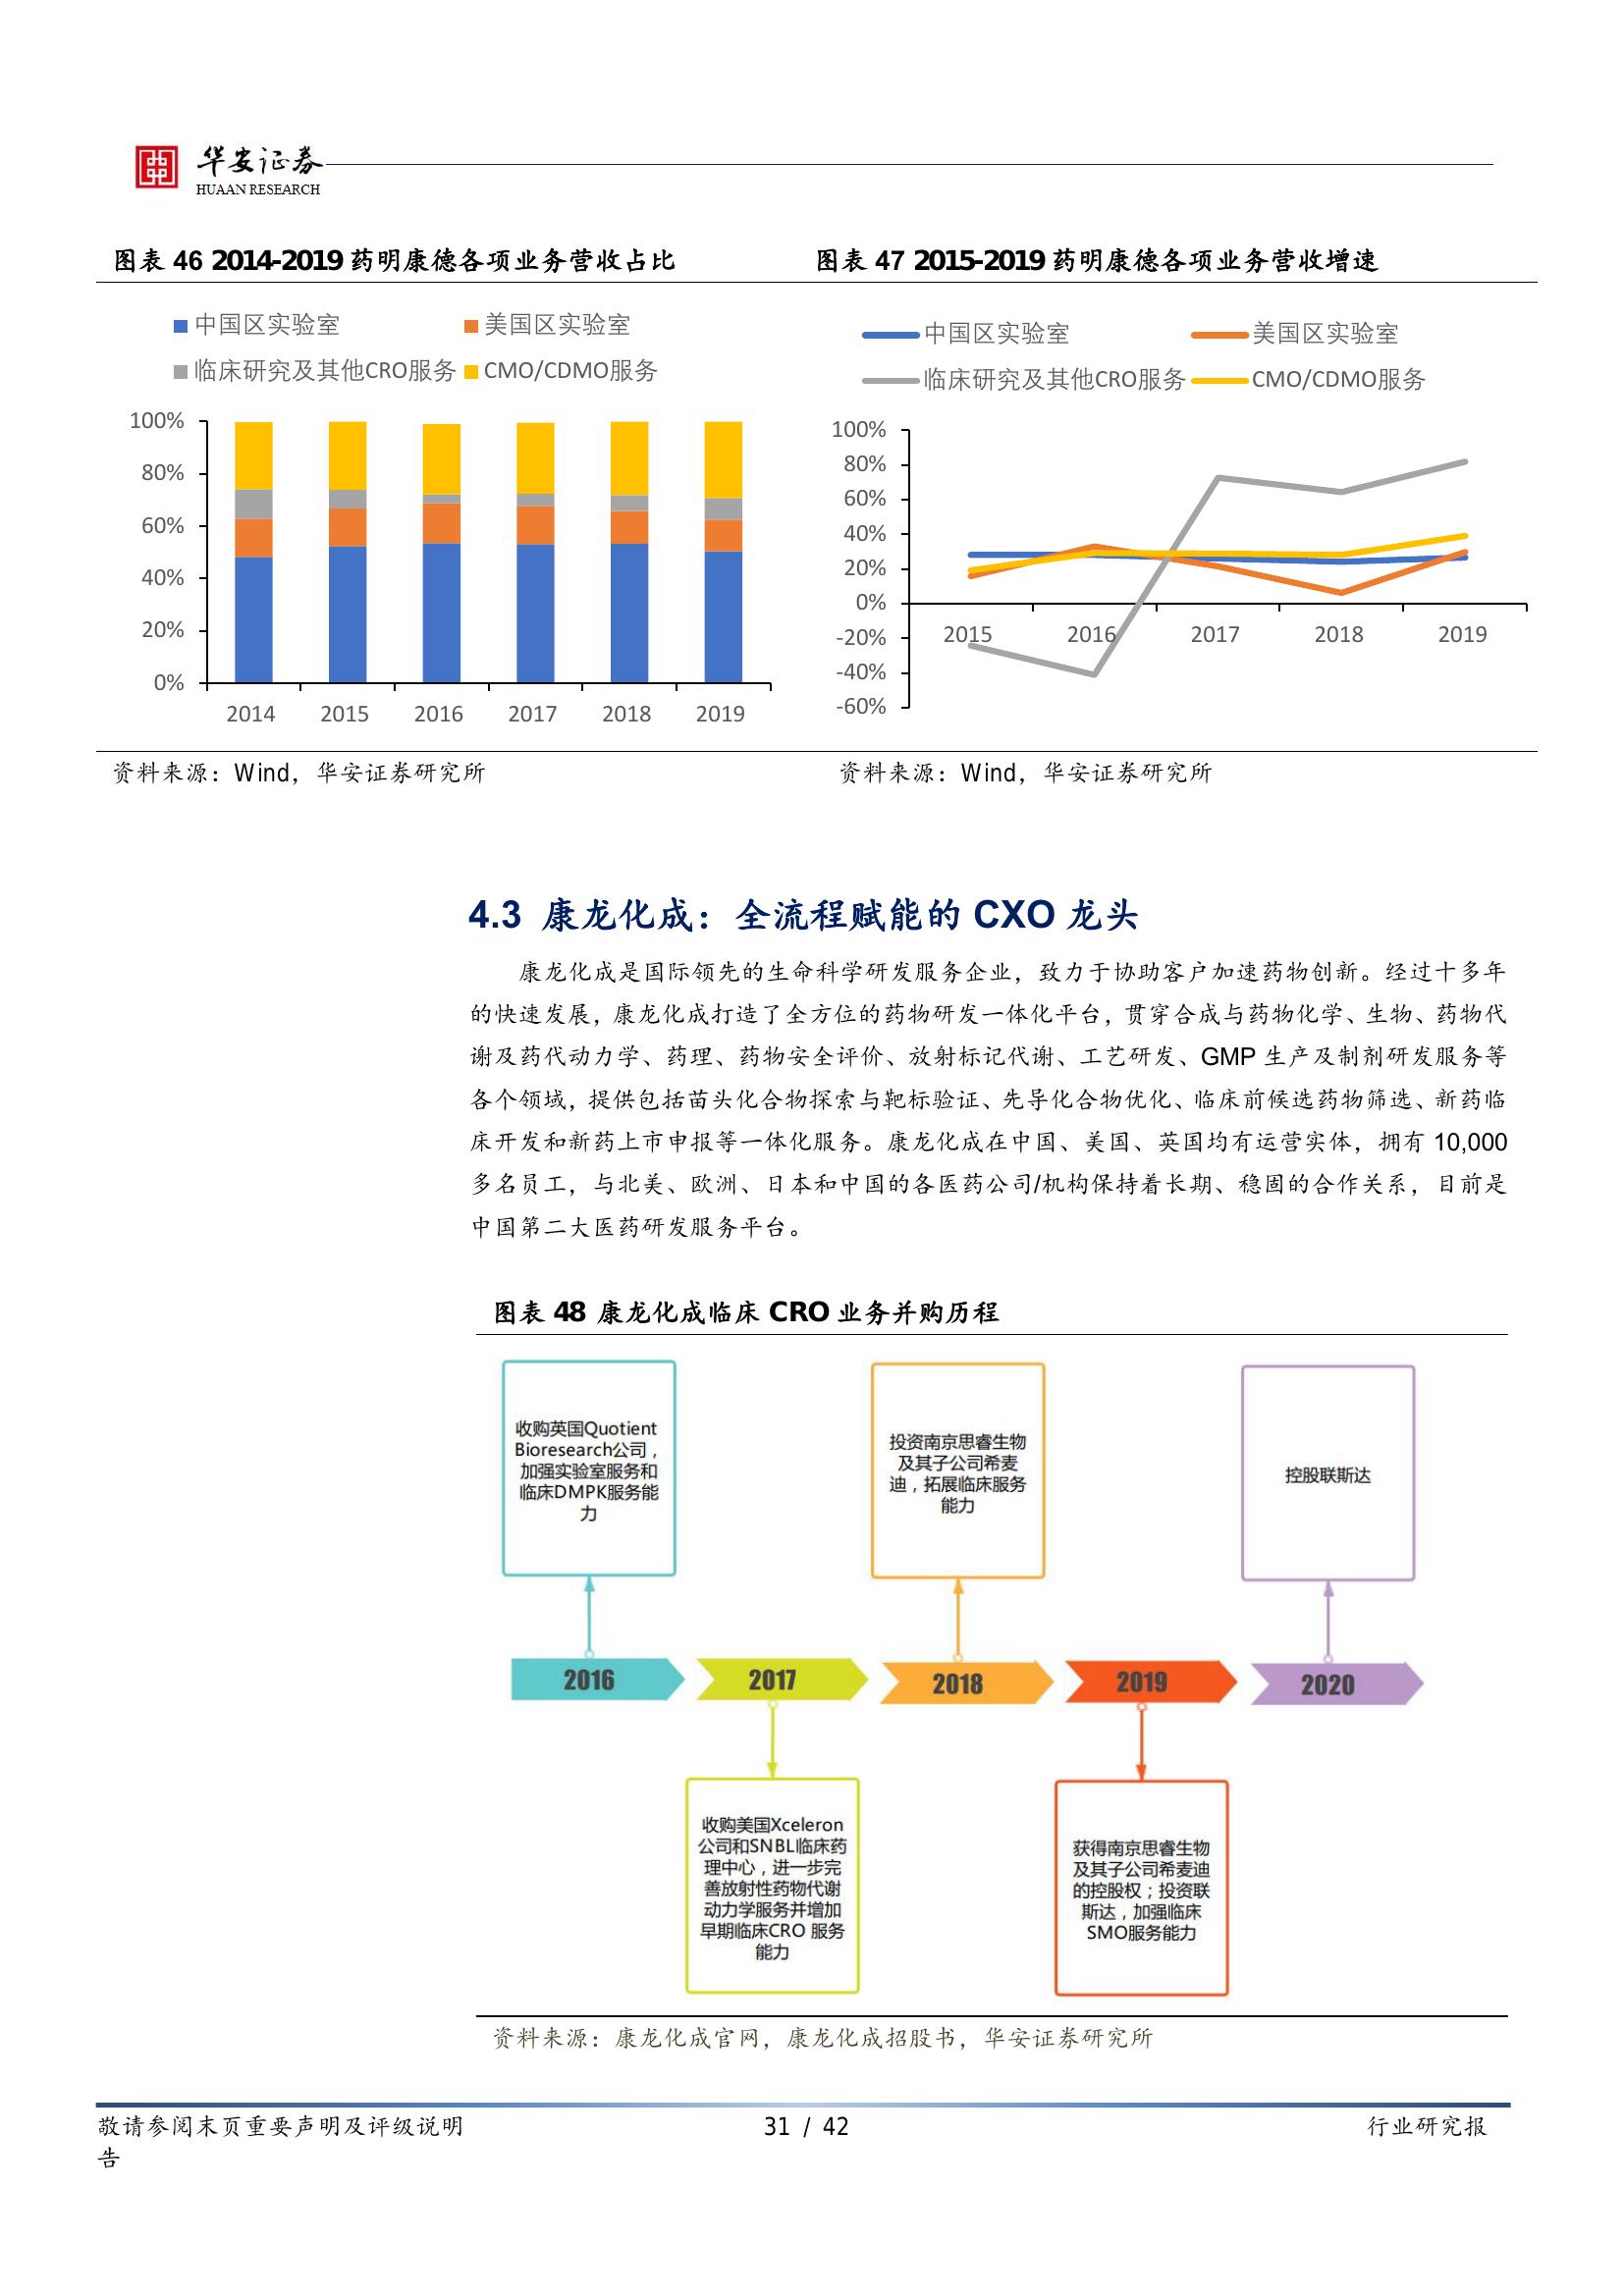 华安证券
HUAAN RESEARCH
图表 46 2014-2019 药明康德各项业务营收占比
中国区实验室
美国区实验室
临床研究及其他CRO服务
CMO/CDMO服务
100%
80%
60%
40%
20%
0%
2014
2015
2016
2017
2018
2019
资料来源：Wind，华安证券研究所
图表 47 2015-2019 药明康德各项业务营收增速
中国区实验室
美国区实验室
临床研究及其他CRO服务
CMO/CDMO服务
100%
80%
60%
40%
20%
0%
-20%
-40%
-60%
2015
2016
2017
2018
2019
资料来源：Wind，华安证券研究所
4.3 康龙化成：全流程赋能的 CXO 龙头
康龙化成是国际领先的生命科学研发服务企业，致力于协助客户加速药物创新。经过十多年
的快速发展，康龙化成打造了全方位的药物研发一体化平台，贯穿合成与药物化学、生物、药物代
谢及药代动力学、药理、药物安全评价、放射标记代谢、工艺研发、GMP 生产及制剂研发服务等
各个领域，提供包括苗头化合物探索与靶标验证、先导化合物优化、临床前候选药物筛选、新药临
床开发和新药上市申报等一体化服务。康龙化成在中国、美国、英国均有运营实体，拥有 10,000
多名员工，与北美、欧洲、日本和中国的各医药公司/机构保持着长期、稳固的合作关系，目前是
中国第二大医药研发服务平台。
图表 48 康龙化成临床 CRO 业务并购历程
收购英国Quotient
Bioresearch公司，
加强实验室服务和
临床DMPK服务能
力
投资南京思睿生物
及其子公司希麦
迪，拓展临床服务
能力
控股联斯达
2016
2017
2018
2019
2020
收购美国Xceleron
公司和SNBL临床药
理中心，进一步完
善放射性药物代谢
动力学服务并增加
早期临床CRO 服务
能力
获得南京思睿生物
及其子公司希麦迪
的控股权；投资联
斯达，加强临床
SMO服务能力
资料来源：康龙化成官网，康龙化成招股书，华安证券研究所
敬请参阅末页重要声明及评级说明
31 / 42
行业研究报
告